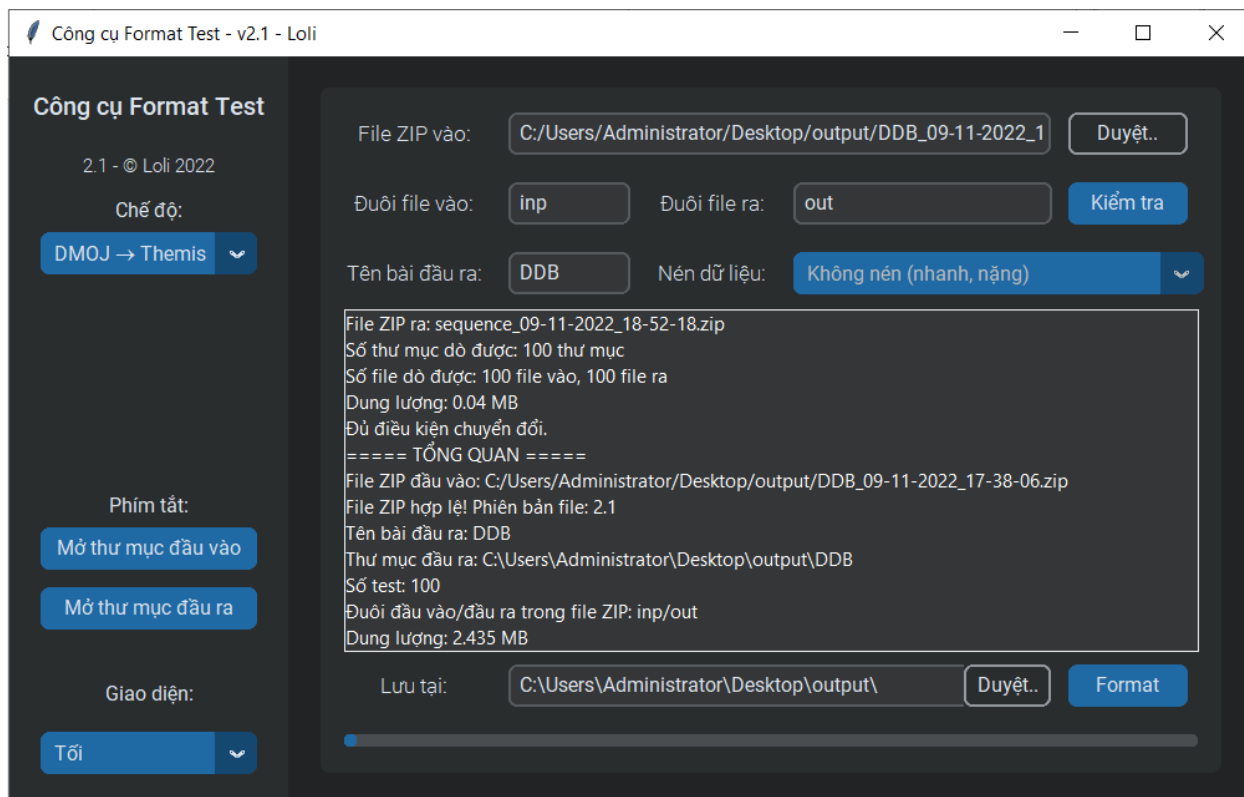 Công cụ Format Test - v2.1 - Loli
Công cụ Format Test
2.1 - © Loli 2022
Chế độ:
DMOJ → Themis
Phím tắt:
Mở thư mục đầu vào
Mở thư mục đầu ra
Giao diện:
Tối
File ZIP vào: C:/Users/Administrator/Desktop/output/DDB_09-11-2022_1 Duyệt..
Đuôi file vào: inp Đuôi file ra: out Kiểm tra
Tên bài đầu ra: DDB Nén dữ liệu: Không nén (nhanh, nặng)
File ZIP ra: sequence_09-11-2022_18-52-18.zip
Số thư mục dò được: 100 thư mục
Số file dò được: 100 file vào, 100 file ra
Dung lượng: 0.04 MB
Đủ điều kiện chuyển đổi.
===== TỔNG QUAN =====
File ZIP đầu vào: C:/Users/Administrator/Desktop/output/DDB_09-11-2022_17-38-06.zip
File ZIP hợp lệ! Phiên bản file: 2.1
Tên bài đầu ra: DDB
Thư mục đầu ra: C:\Users\Administrator\Desktop\output\DDB
Số test: 100
Đuôi đầu vào/đầu ra trong file ZIP: inp/out
Dung lượng: 2.435 MB
Lưu tại: C:\Users\Administrator\Desktop\output\ Duyệt.. Format